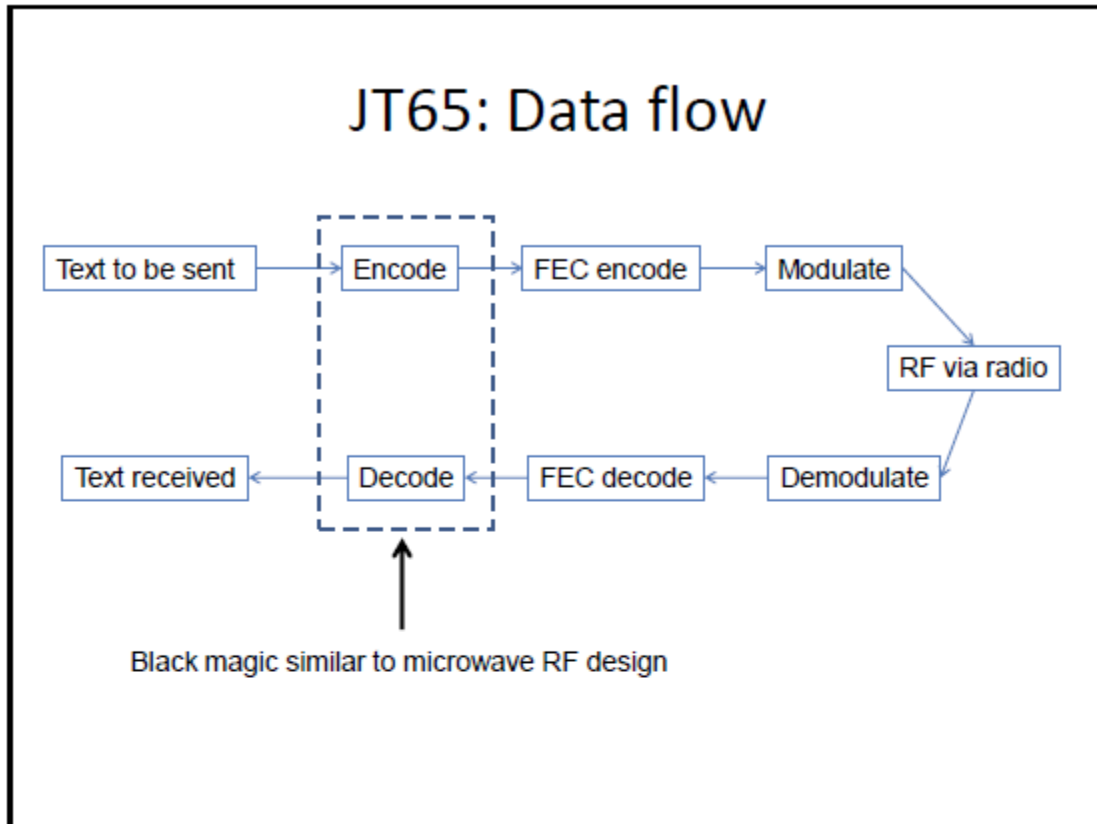 JT65: Data flow
Text to be sent
Encode
FEC encode
Modulate
RF via radio
Text received
Decode
FEC decode
Demodulate
Black magic similar to microwave RF design